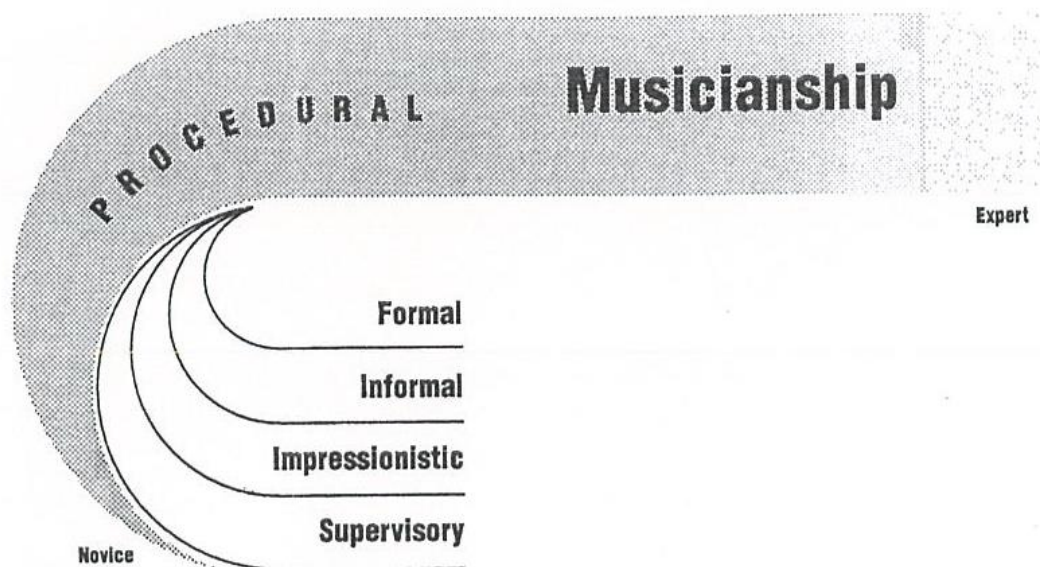 PROCEDURAL
Musicianship
Expert
Formal
Informal
Impressionistic
Supervisory
Novice